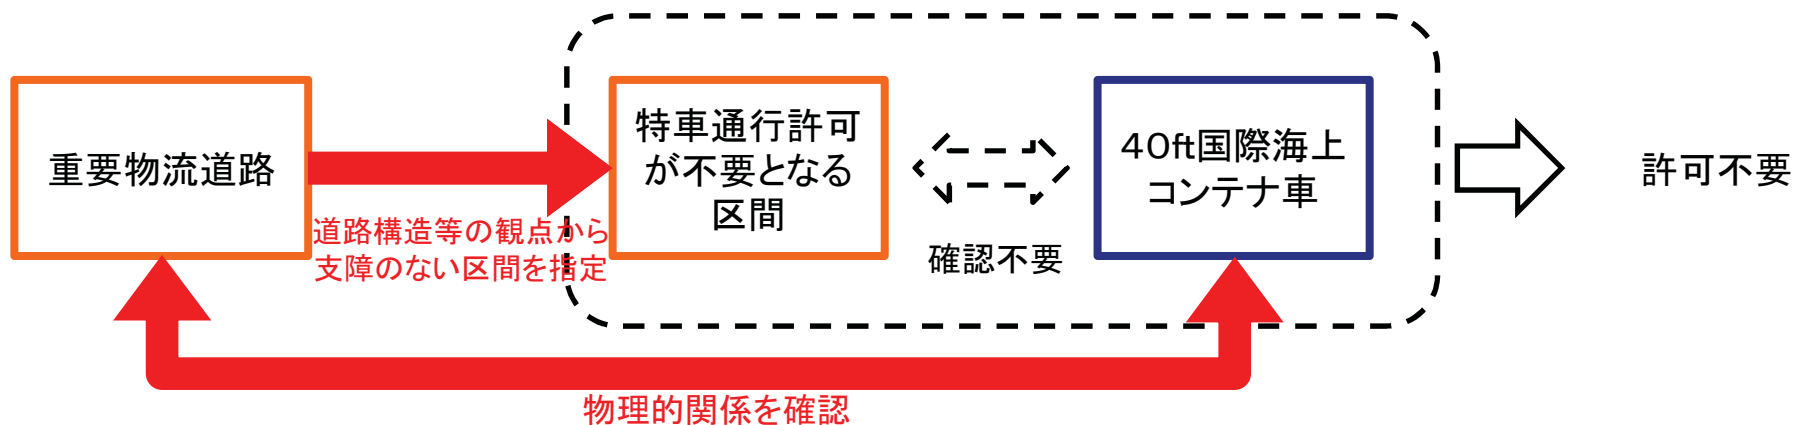 重要物流道路
道路構造等の観点から
支障のない区間を指定
特車通行許可
が不要となる
区間
確認不要
40ft国際海上
コンテナ車
許可不要
物理的関係を確認